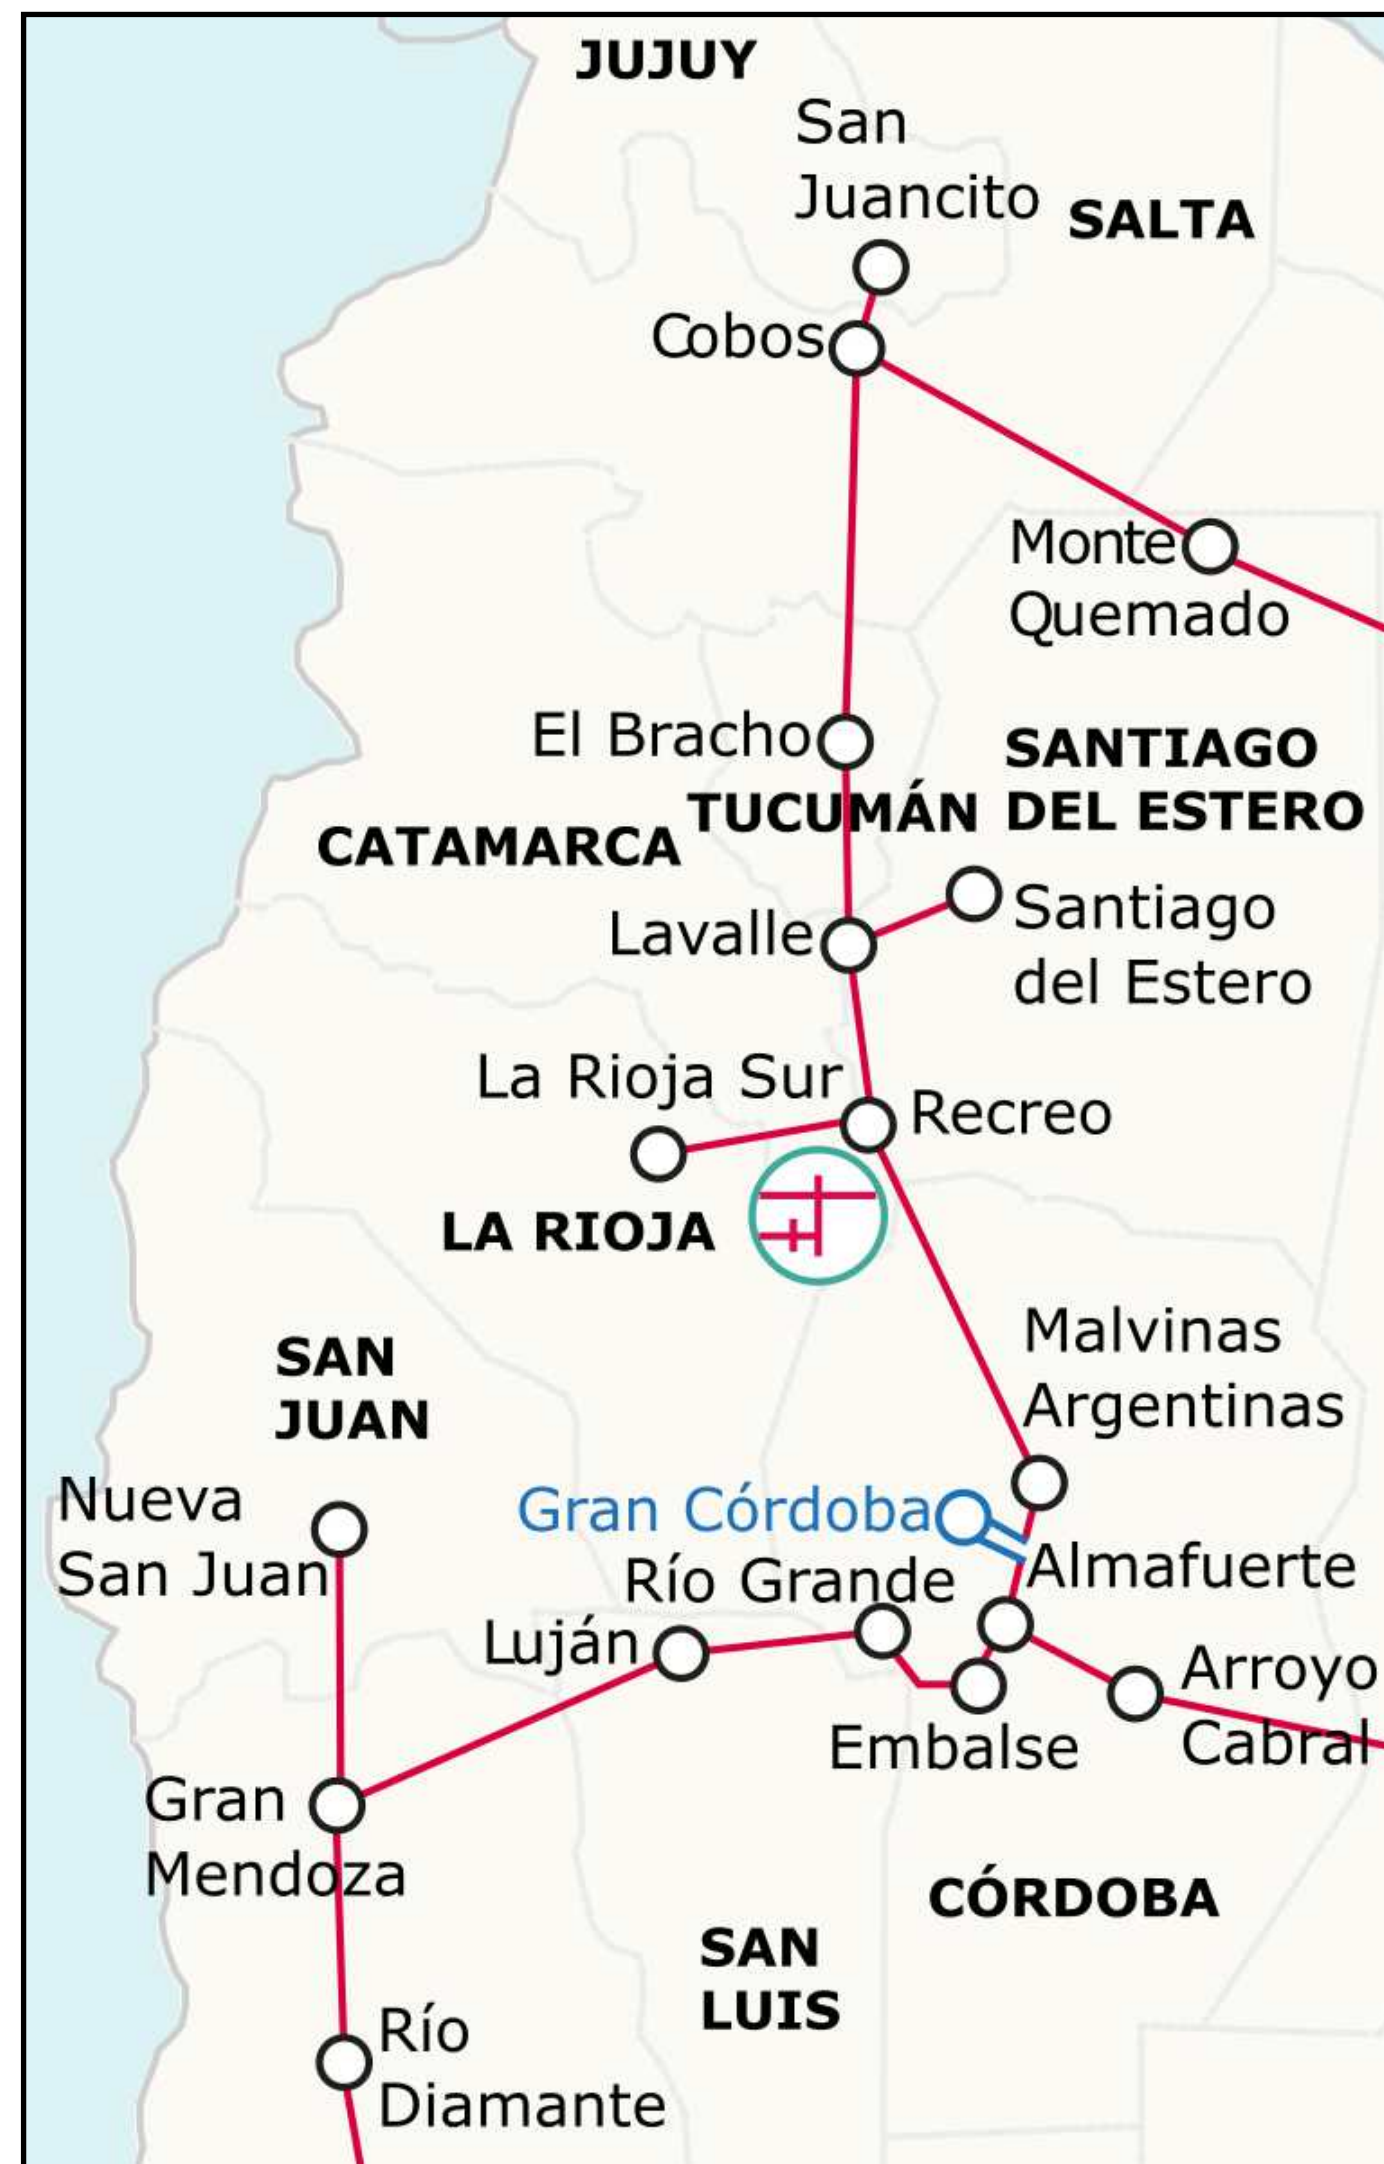 JUJUY
San
Juancito
SALTA
Cobos
Monte
Quemado
El Bracho
SANTIAGO
DEL ESTERO
TUCUMÁN
CATAMARCA
Santiago
del Estero
Lavalle
La Rioja Sur
Recreo
LA RIOJA
Malvinas
Argentinas
SAN
JUAN
Nueva
San Juan
Gran Córdoba
Almafuerte
Río Grande
Luján
Arroyo
Cabral
Embalse
Gran
Mendoza
CÓRDOBA
SAN
LUIS
Río
Diamante